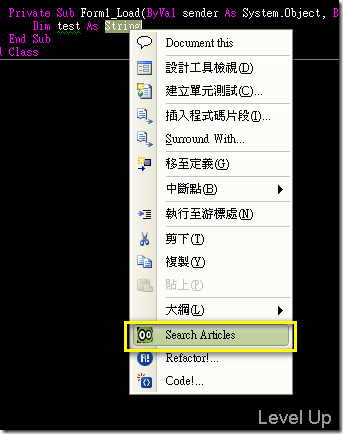 Private Sub Form1_Load(ByVal sender As System.Object, B
Dim test As String
End Sub
d Class
Document this
設計工具檢視(D)
建立單元測試(C)...
插入程式碼片段(I)...
Surround With...
移至定義(G)
中斷點(B)
執行至游標處(N)
剪下(T)
複製(Y)
貼上(P)
大綱(L)
Search Articles
R!
Refactor!...
Code!...
Level Up